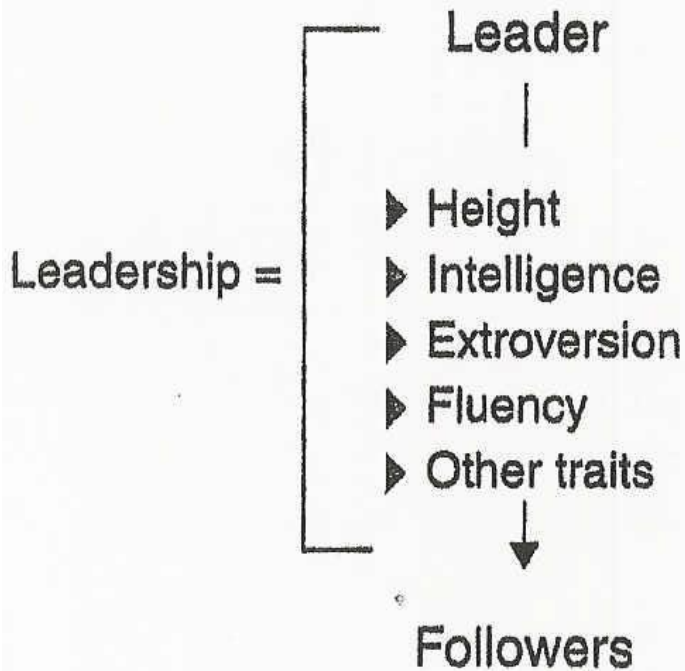 Leader
Height
Leadership =
Intelligence
Extroversion
Fluency
Other traits
Followers